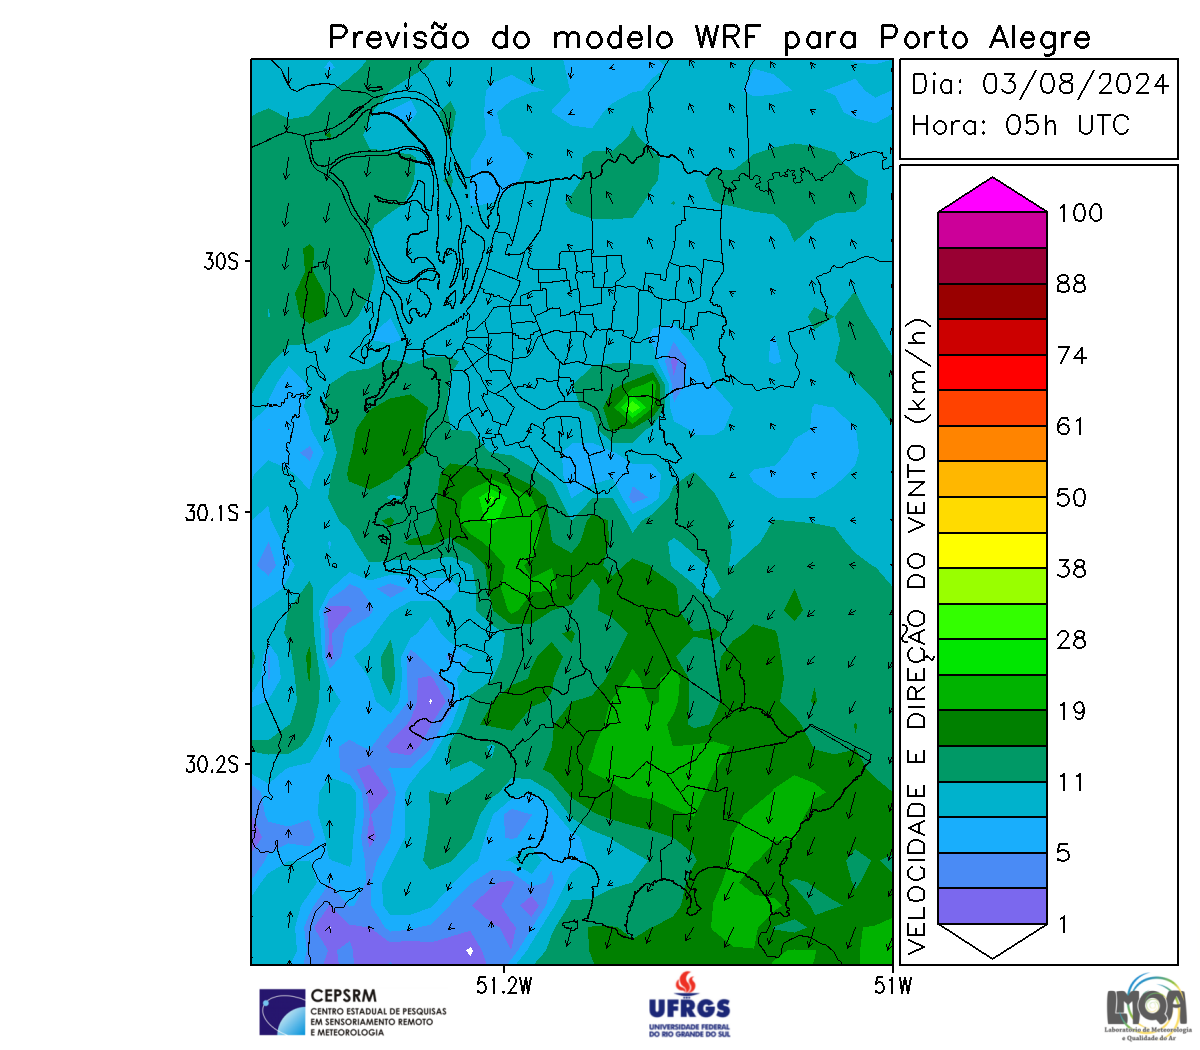 Previsão do modelo WRF para Porto Alegre
Dia: 03/08/2024
Hora: 05h UTC
30S
30.1S
30.2S
51.2W
51W
VELOCIDADE E DIREÇÃO DO VENTO (km/h)
100
88
74
61
50
38
28
19
11
5
1
CEPSRM
CENTRO ESTADUAL DE PESQUISAS
EM SENSORIAMENTO REMOTO
E METEOROLOGIA
UFRGS
UNIVERSIDADE FEDERAL
DO RIO GRANDE DO SUL
LMQA
Laboratório de Meteorologia
e Qualidade do Ar